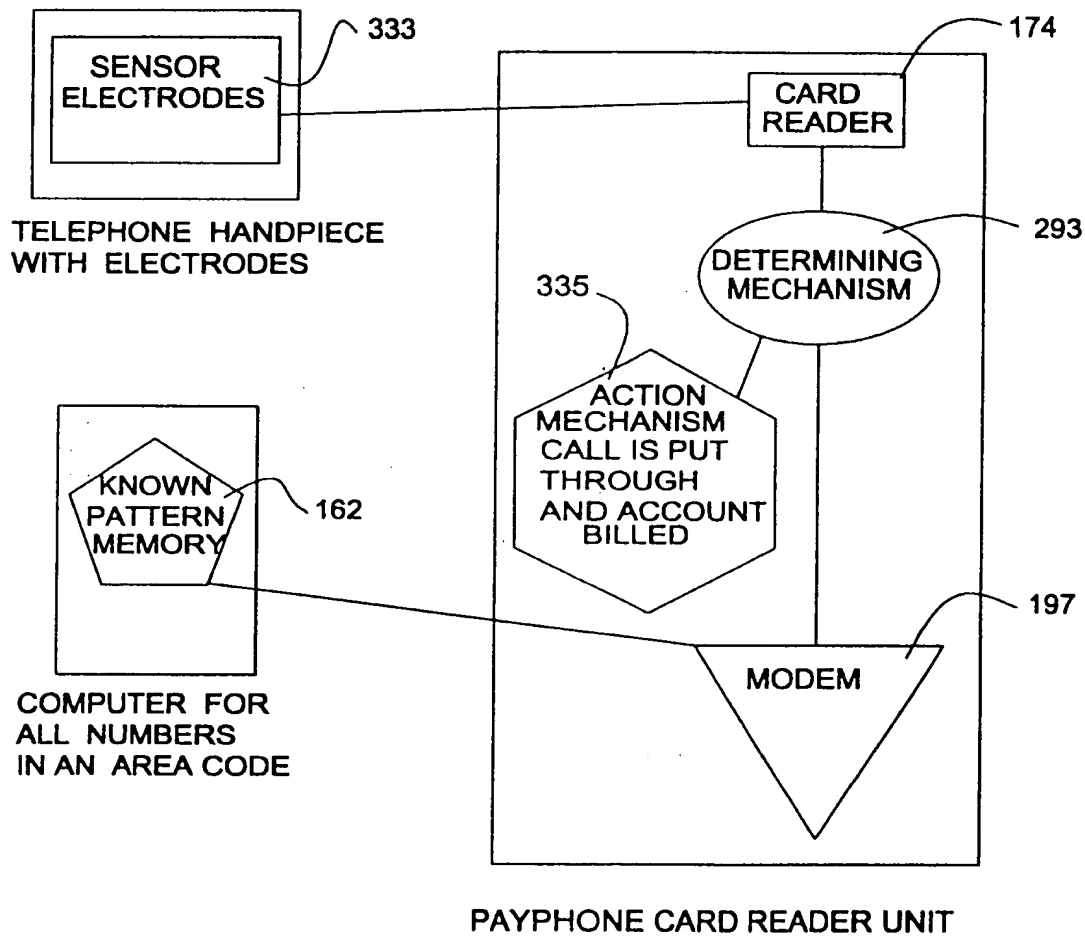 333
SENSOR
ELECTRODES
TELEPHONE HANDPIECE
WITH ELECTRODES
174
CARD
READER
293
DETERMINING
MECHANISM
335
ACTION
MECHANISM
CALL IS PUT
THROUGH
AND ACCOUNT
BILLED
KNOWN
PATTERN
MEMORY
162
COMPUTER FOR
ALL NUMBERS
IN AN AREA CODE
197
MODEM
PAYPHONE CARD READER UNIT